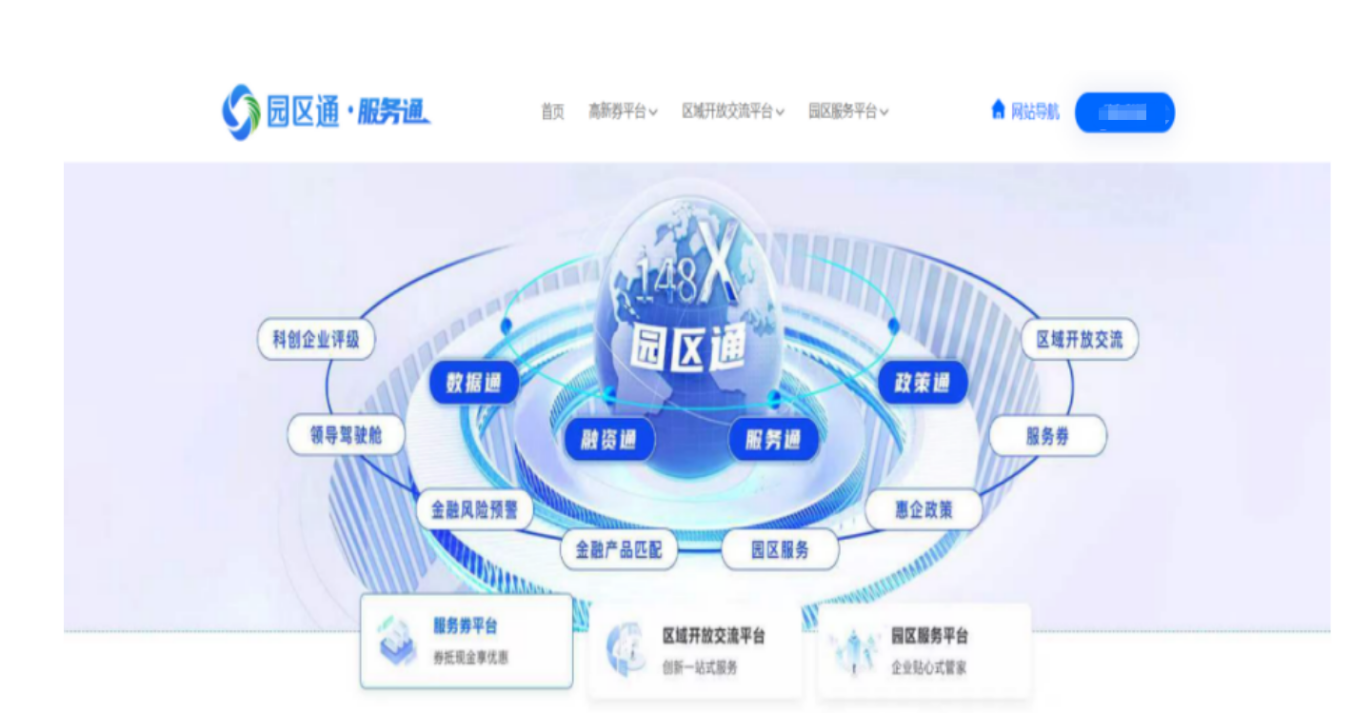 园区通·服务通
首页 高新券平台 区域开放交流平台 园区服务平台 网站导航
148X
园区通
科创企业评级 区域开放交流
数据通 政策通
领导驾驶舱 融资通 服务通 服务券
金融风险预警 惠企政策
金融产品匹配 园区服务
服务券平台 区域开放交流平台 园区服务平台
券抵现金享优惠 创新一站式服务 企业贴心式管家